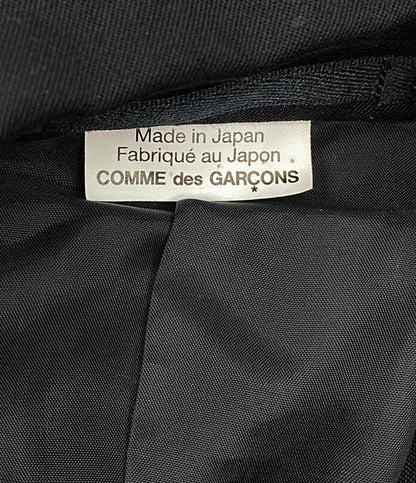 Made in Japan
Fabriqué au Japon
COMME des GARÇONS
*